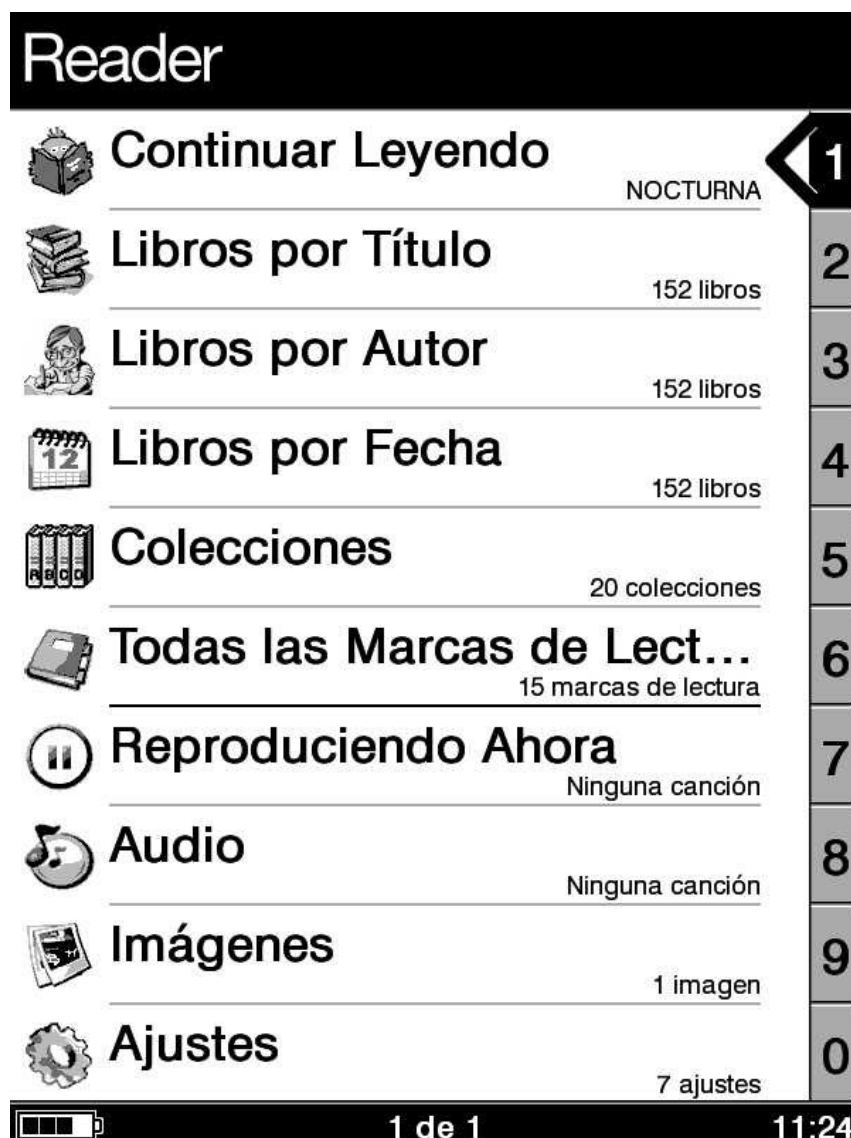 Reader
Continuar Leyendo
NOCTURNA
1
Libros por Título
152 libros
2
Libros por Autor
152 libros
3
12
Libros por Fecha
152 libros
4
A B C D
Colecciones
20 colecciones
5
Todas las Marcas de Lect...
15 marcas de lectura
6
Reproduciendo Ahora
Ninguna canción
7
Audio
Ninguna canción
8
Imágenes
1 imagen
9
Ajustes
7 ajustes
0
1 de 1 11:24